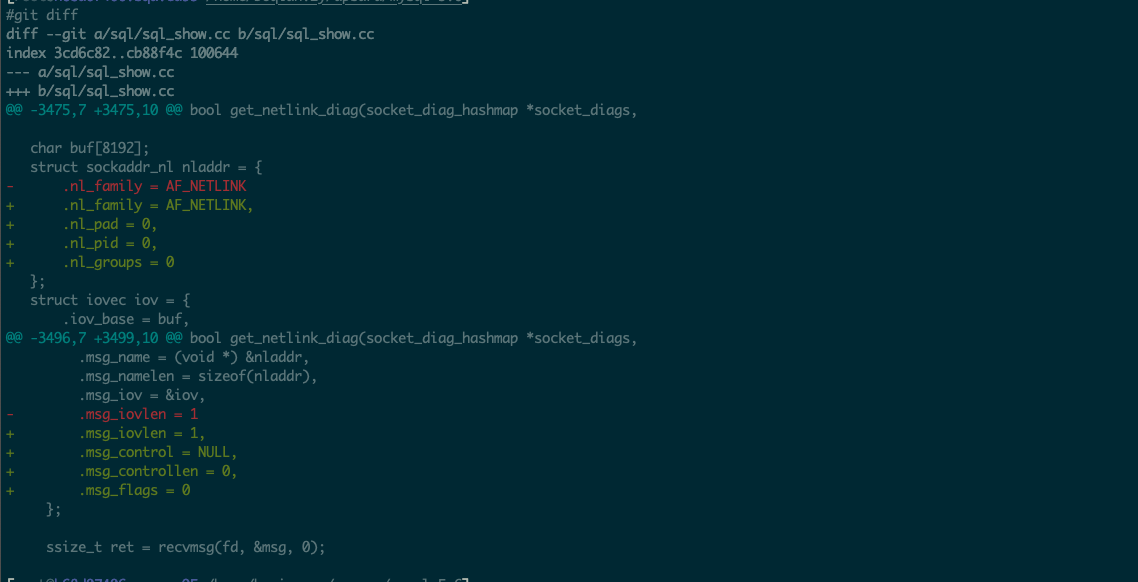 #git diff
diff --git a/sql/sql_show.cc b/sql/sql_show.cc
index 3cd6c82..cb88f4c 100644
--- a/sql/sql_show.cc
+++ b/sql/sql_show.cc
@@ -3475,7 +3475,10 @@ bool get_netlink_diag(socket_diag_hashmap *socket_diags,
    char buf[8192];
    struct sockaddr_nl nladdr = {
-       .nl_family = AF_NETLINK
+       .nl_family = AF_NETLINK,
+       .nl_pad = 0,
+       .nl_pid = 0,
+       .nl_groups = 0
    };
    struct iovec iov = {
        .iov_base = buf,
@@ -3496,7 +3499,10 @@ bool get_netlink_diag(socket_diag_hashmap *socket_diags,
          .msg_name = (void *) &nladdr,
          .msg_namelen = sizeof(nladdr),
          .msg_iov = &iov,
-         .msg_iovlen = 1
+         .msg_iovlen = 1,
+         .msg_control = NULL,
+         .msg_controllen = 0,
+         .msg_flags = 0
      };
      ssize_t ret = recvmsg(fd, &msg, 0);